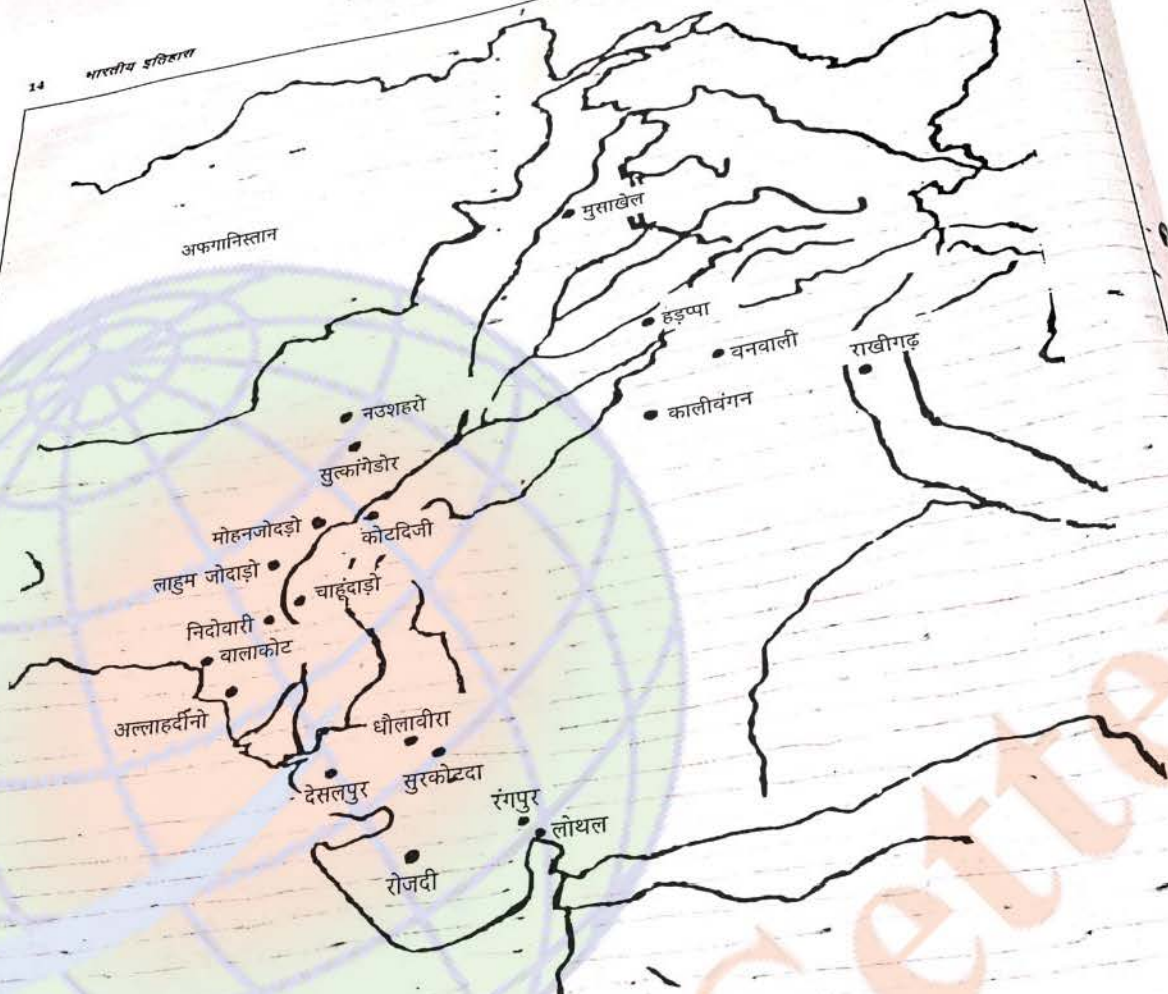 14 भारतीय इतिहास
मुसाखेल
अफगानिस्तान
हड़प्पा
वनवाली
राखीगढ़
नउशहरो
कालीवंगन
सुत्कांगेडोर
मोहनजोदड़ो
कोटदिजी
लाहुम जोदाड़ो
चाहूंदाड़ो
निदोवारी
वालाकोट
अल्लाहदीनो
धौलावीरा
देसलपुर
सुरकोटदा
रंगपुर
लोथल
रोजदी